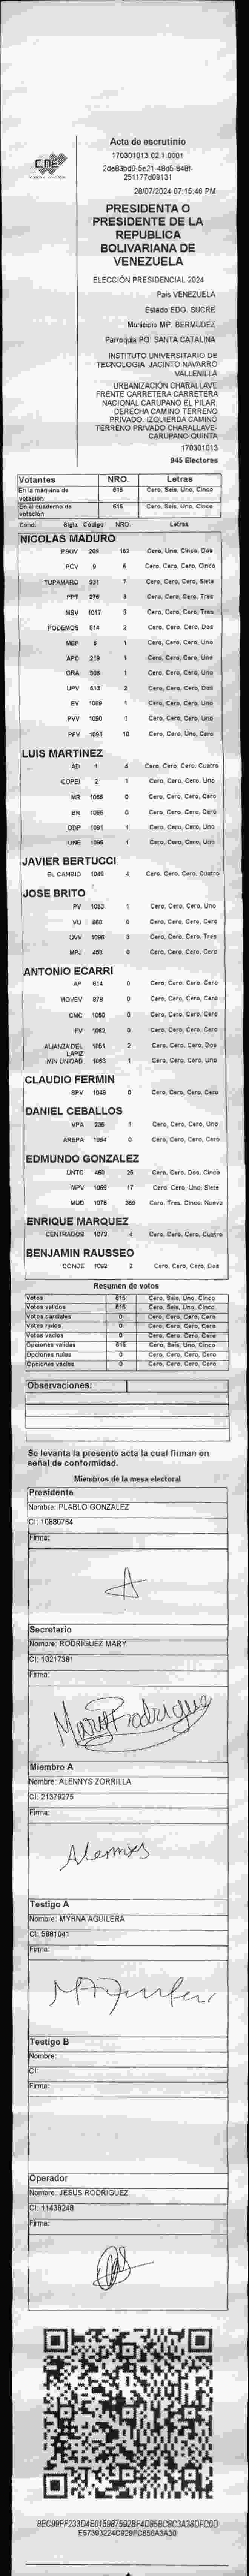 CNE
Acta de escrutinio
170301013.02.1.0001
28/07/2024 07:15:46 PM
PRESIDENTA O
PRESIDENTE DE LA
REPUBLICA
BOLIVARIANA DE
VENEZUELA
ELECCIÓN PRESIDENCIAL 2024
Pais VENEZUELA
Estado EDO. SUCRE
Municipio MP. BERMUDEZ
Parroquia PQ. SANTA CATALINA
INSTITUTO UNIVERSITARIO DE
TECNOLOGIA JACINTO NAVARRO
VALLENILLA
URBANIZACIÓN CHARALLAVE
FRENTE CARRETERA CARRETERA
NACIONAL CARUPANO EL PILAR.
DERECHA CAMINO TERRENO
PRIVADO. IZQUIERDA CAMINO
TERRENO PRIVADO CHARALLAVE-
CARUPANO QUINTA
170301013
945 Electores
Votantes NRO. Letras
En la máquina de votación 615 Cero, Seis, Uno, Cinco
En el cuaderno de votación 615 Cero, Seis, Uno, Cinco
Cand. Sigla Código NRO. Letras
NICOLAS MADURO
PSUV 269 152 Cero, Uno, Cinco, Dos
PCV 9 5 Cero, Cero, Cero, Cinco
TUPAMARO 931 7 Cero, Cero, Cero, Siete
PPT 276 3 Cero, Cero, Cero, Tres
MSV 1017 3 Cero, Cero, Cero, Tres
PODEMOS 514 2 Cero, Cero, Cero, Dos
MEP 6 1 Cero, Cero, Cero, Uno
APC 219 1 Cero, Cero, Cero, Uno
ORA 906 1 Cero, Cero, Cero, Uno
UPV 513 2 Cero, Cero, Cero, Dos
EV 1089 1 Cero, Cero, Cero, Uno
PVV 1090 1 Cero, Cero, Cero, Uno
PFV 1093 10 Cero, Cero, Uno, Cero
LUIS MARTINEZ
AD 1 4 Cero, Cero, Cero, Cuatro
COPEI 2 1 Cero, Cero, Cero, Uno
MR 1066 0 Cero, Cero, Cero, Cero
BR 1056 0 Cero, Cero, Cero, Cero
DDP 1091 1 Cero, Cero, Cero, Uno
UNE 1095 1 Cero, Cero, Cero, Uno
JAVIER BERTUCCI
EL CAMBIO 1048 4 Cero, Cero, Cero, Cuatro
JOSE BRITO
PV 1053 1 Cero, Cero, Cero, Uno
VU 860 0 Cero, Cero, Cero, Cero
UVV 1096 3 Cero, Cero, Cero, Tres
MPJ 458 0 Cero, Cero, Cero, Cero
ANTONIO ECARRI
AP 614 0 Cero, Cero, Cero, Cero
MOVEV 879 0 Cero, Cero, Cero, Cero
CMC 1050 0 Cero, Cero, Cero, Cero
FV 1062 0 Cero, Cero, Cero, Cero
ALIANZA DEL LAPIZ 1051 2 Cero, Cero, Cero, Dos
MIN UNIDAD 1068 1 Cero, Cero, Cero, Uno
CLAUDIO FERMIN
SPV 1049 0 Cero, Cero, Cero, Cero
DANIEL CEBALLOS
VPA 236 1 Cero, Cero, Cero, Uno
AREPA 1094 0 Cero, Cero, Cero, Cero
EDMUNDO GONZALEZ
UNTC 460 25 Cero, Cero, Dos, Cinco
MPV 1069 17 Cero, Cero, Uno, Siete
MUD 1075 359 Cero, Tres, Cinco, Nueve
ENRIQUE MARQUEZ
CENTRADOS 1073 4 Cero, Cero, Cero, Cuatro
BENJAMIN RAUSSEO
CONDE 1092 2 Cero, Cero, Cero, Dos
Resumen de votos
Votos 615 Cero, Seis, Uno, Cinco
Votos validos 615 Cero, Seis, Uno, Cinco
Votos parciales 0 Cero, Cero, Cero, Cero
Votos nulos 0 Cero, Cero, Cero, Cero
Votos vacios 0 Cero, Cero, Cero, Cero
Opciones validas 615 Cero, Seis, Uno, Cinco
Opciones nulas 0 Cero, Cero, Cero, Cero
Opciones vacias 0 Cero, Cero, Cero, Cero
Observaciones:
Se levanta la presente acta la cual firman en
señal de conformidad.
Miembros de la mesa electoral
Presidente
Nombre: PLABLO GONZALEZ
CI: 10880764
Firma:
Secretario
Nombre: RODRIGUEZ MARY
CI: 10217381
Firma:
Mary Rodrigue
Miembro A
Nombre: ALENNYS ZORRILLA
CI: 21379275
Firma:
Alennys
Testigo A
Nombre: MYRNA AGUILERA
CI: 5881041
Firma:
Testigo B
Nombre:
CI:
Firma:
Operador
Nombre: JESUS RODRIGUEZ
CI: 11438248
Firma: